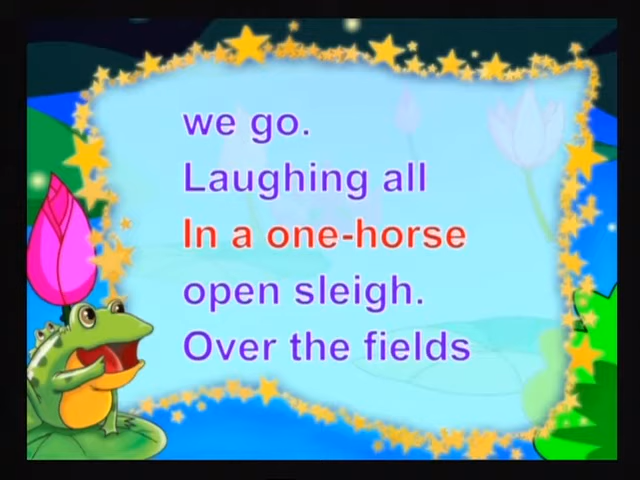 we go.
Laughing all
In a one-horse
open sleigh.
Over the fields